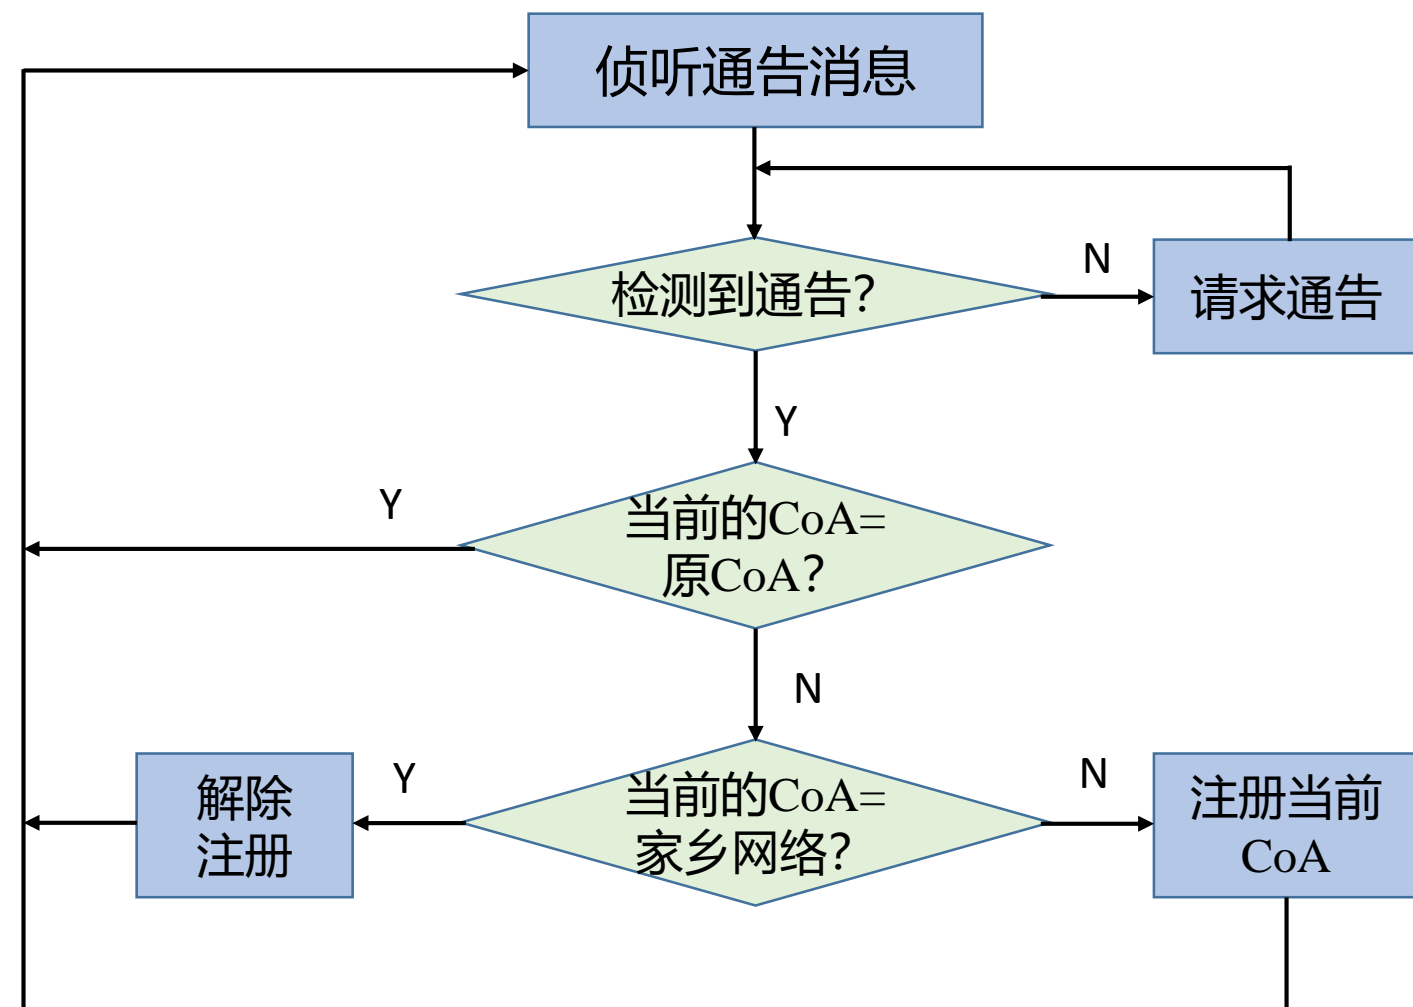 侦听通告消息
检测到通告?
N
请求通告
Y
Y
当前的CoA=
原CoA?
N
解除
注册
Y
当前的CoA=
家乡网络?
N
注册当前
CoA